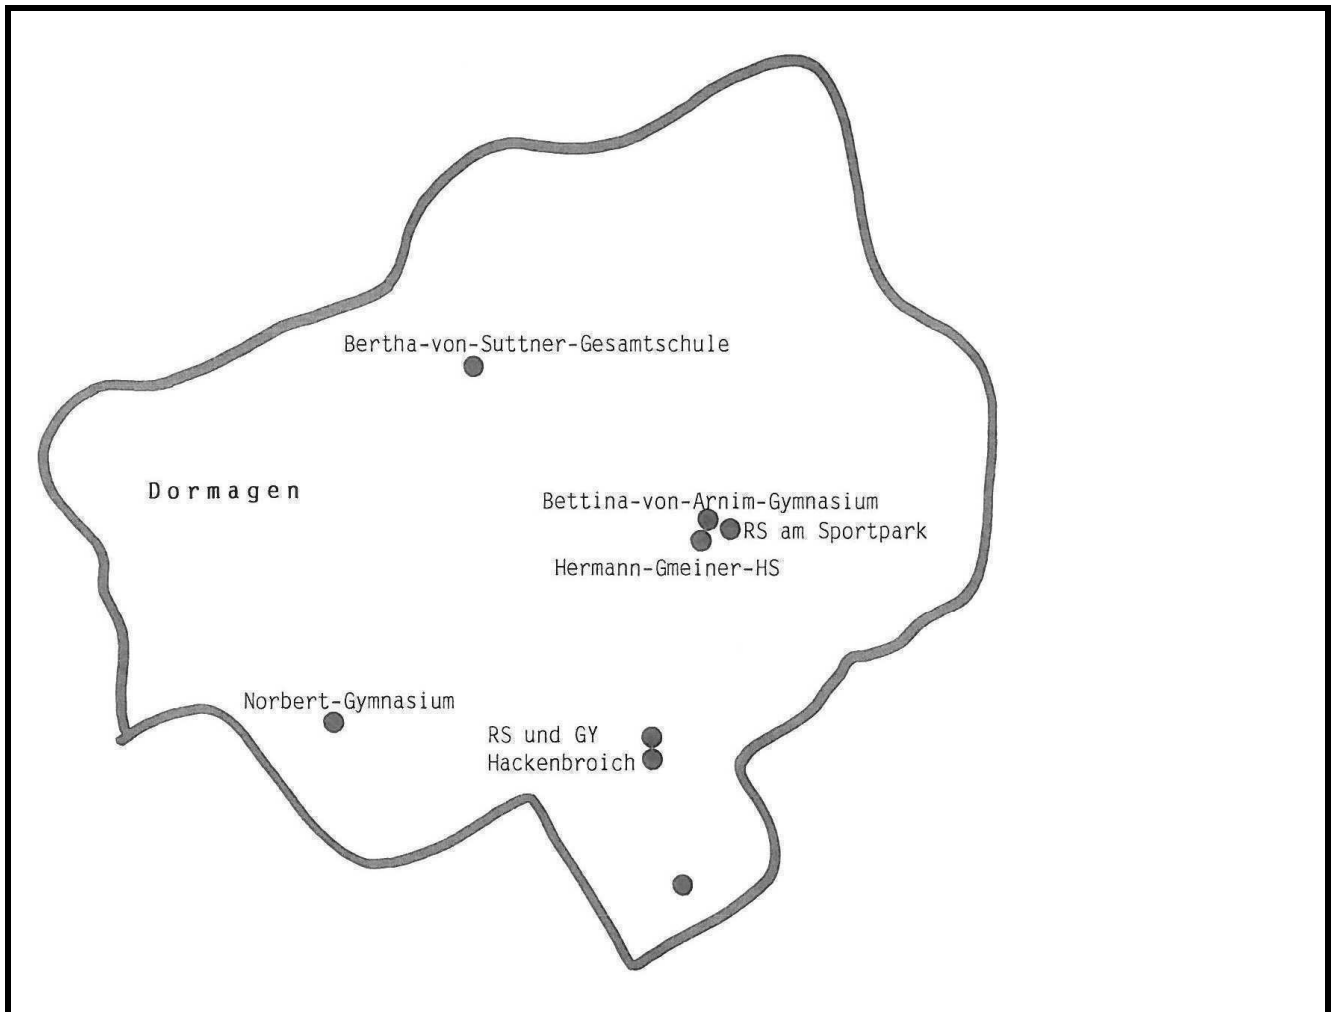 Bertha-von-Suttner-Gesamtschule
Dormagen
Bettina-von-Arnim-Gymnasium
RS am Sportpark
Hermann-Gmeiner-HS
Norbert-Gymnasium
RS und GY
Hackenbroich